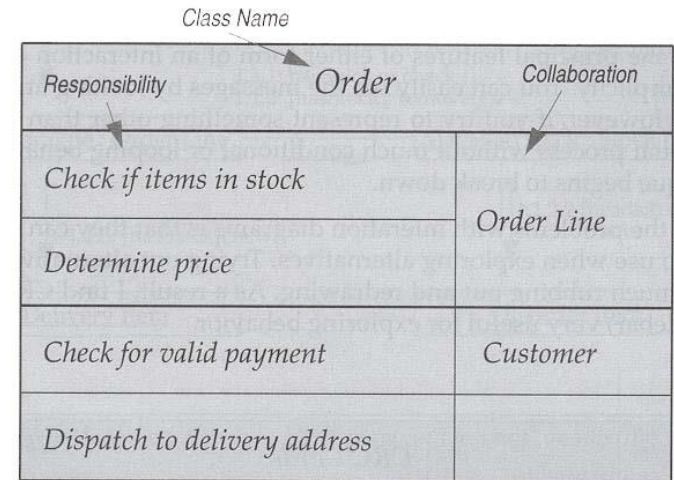 Class Name
Responsibility
Order
Collaboration
Check if items in stock
Order Line
Determine price
Check for valid payment
Customer
Dispatch to delivery address